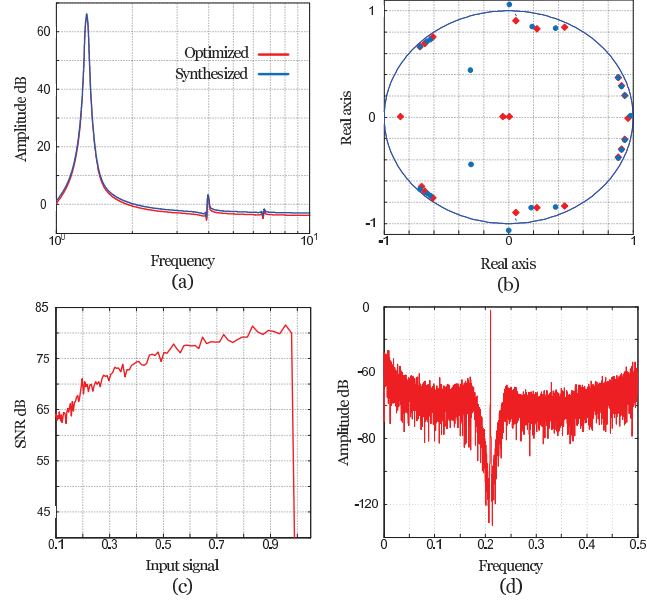 60
40
20
0
Amplitude dB
Optimized
Synthesized
10^0
10^1
Frequency
(a)
1
0
-1
Real axis
-1
0
1
Real axis
(b)
85
75
65
55
45
SNR dB
0.1 0.3 0.5 0.7 0.9
Input signal
(c)
0
-60
-80
-120
Amplitude dB
0 0.1 0.2 0.3 0.4 0.5
Frequency
(d)